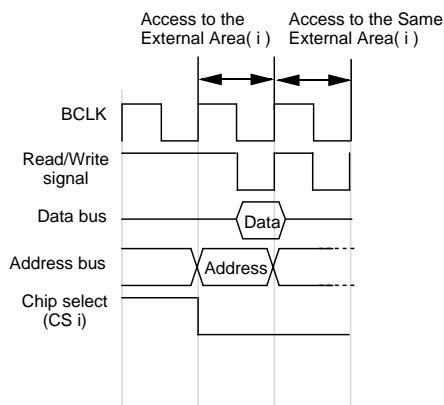 Access to the
External Area( i )
Access to the Same
External Area( i )
BCLK
Read/Write
signal
Data bus
Data
Address bus
Address
Chip select
(CS i)